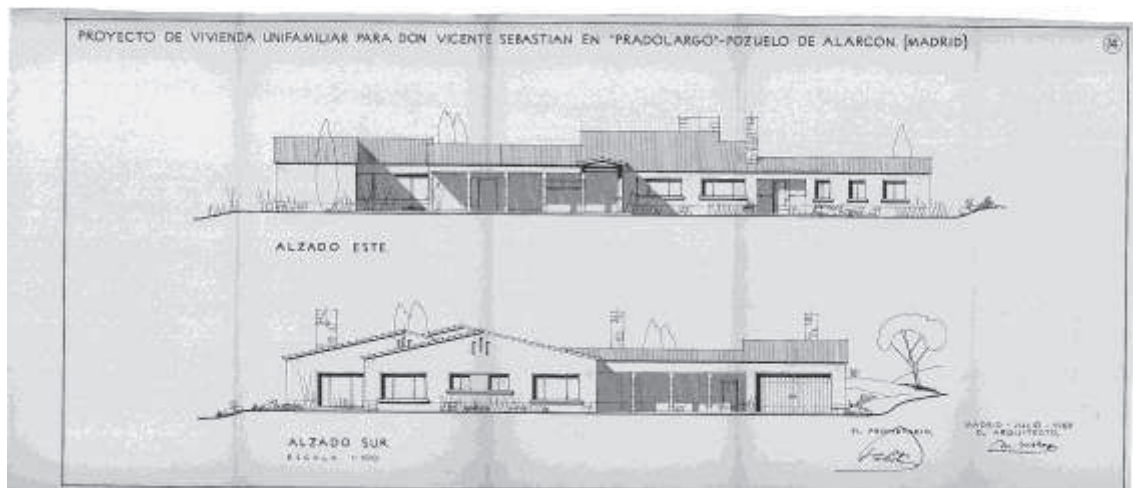 PROYECTO DE VIVIENDA UNIFAMILIAR PARA DON VICENTE SEBASTIAN EN "PRADOLARGO"-POZUELO DE ALARCON (MADRID)
14
ALZADO ESTE
ALZADO SUR
ESCALA 1:100
EL PROPIETARIO,
MADRID - JULIO -
EL ARQUITECTO,